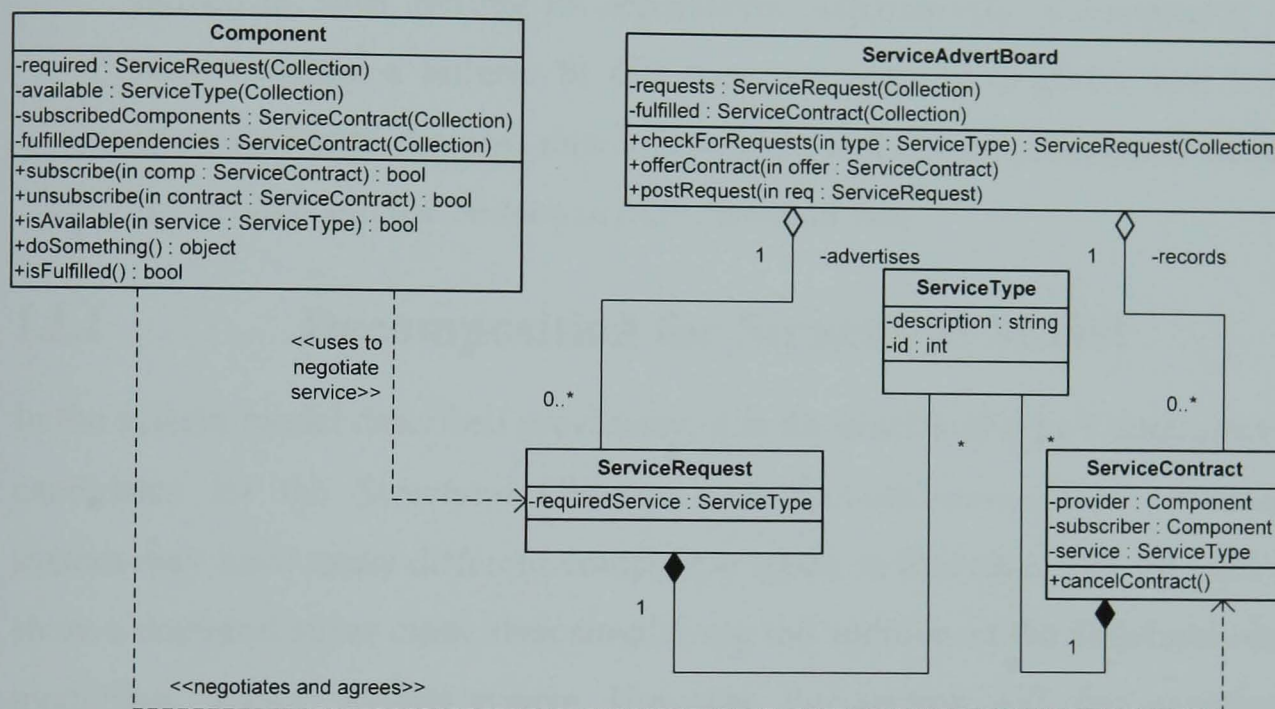 Component
-required : ServiceRequest(Collection)
-available : ServiceType(Collection)
-subscribedComponents : ServiceContract(Collection)
-fulfilledDependencies : ServiceContract(Collection)
+subscribe(in comp : ServiceContract) : bool
+unsubscribe(in contract : ServiceContract) : bool
+isAvailable(in service : ServiceType) : bool
+doSomething() : object
+isFulfilled() : bool
ServiceAdvertBoard
-requests : ServiceRequest(Collection)
-fulfilled : ServiceContract(Collection)
+checkForRequests(in type : ServiceType) : ServiceRequest(Collection
+offerContract(in offer : ServiceContract)
+postRequest(in req : ServiceRequest)
1
-advertises
1
-records
ServiceType
-description : string
-id : int
<<uses to
negotiate
service>>
0..*
0..*
*
*
ServiceRequest
-requiredService : ServiceType
ServiceContract
-provider : Component
-subscriber : Component
-service : ServiceType
+cancelContract()
1
1
<<negotiates and agrees>>